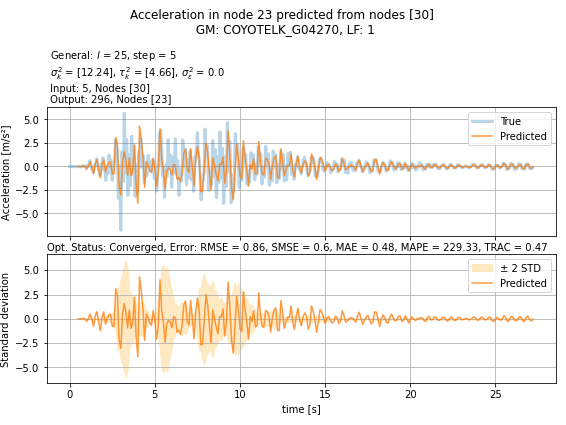 Acceleration in node 23 predicted from nodes [30]
GM: COYOTELK_G04270, LF: 1
General: l = 25, step = 5
σ²ₖ = [12.24], τ²ₖ = [4.66], σ²ε = 0.0
Input: 5, Nodes [30]
Output: 296, Nodes [23]
Acceleration [m/s²]
5.0
2.5
0.0
−2.5
−5.0
True
Predicted
Opt. Status: Converged, Error: RMSE = 0.86, SMSE = 0.6, MAE = 0.48, MAPE = 229.33, TRAC = 0.47
Standard deviation
5.0
2.5
0.0
−2.5
−5.0
± 2 STD
Predicted
0 5 10 15 20 25
time [s]